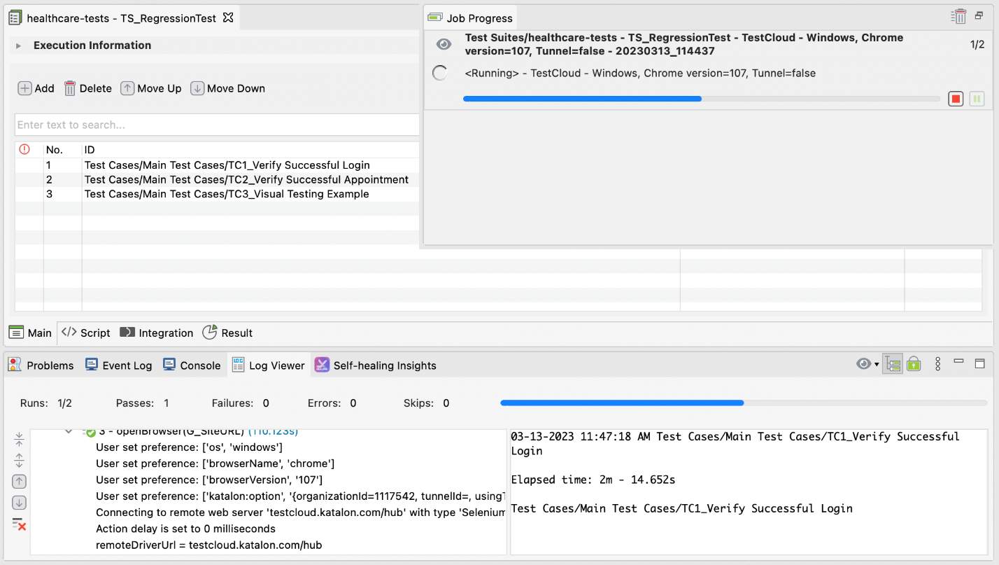 healthcare-tests - TS_RegressionTest
Execution Information
Add Delete Move Up Move Down
Enter text to search...
No. ID
1 Test Cases/Main Test Cases/TC1_Verify Successful Login
2 Test Cases/Main Test Cases/TC2_Verify Successful Appointment
3 Test Cases/Main Test Cases/TC3_Visual Testing Example
Job Progress
Test Suites/healthcare-tests - TS_RegressionTest - TestCloud - Windows, Chrome
version=107, Tunnel=false - 20230313_114437
1/2
<Running> - TestCloud - Windows, Chrome version=107, Tunnel=false
Main Script Integration Result
Problems Event Log Console Log Viewer Self-healing Insights
Runs: 1/2 Passes: 1 Failures: 0 Errors: 0 Skips: 0
3 - openBrowser(G_SiteURL) (110.123s)
User set preference: ['os', 'windows']
User set preference: ['browserName', 'chrome']
User set preference: ['browserVersion', '107']
User set preference: ['katalon:option', '{organizationId=1117542, tunnelId=, using
Connecting to remote web server 'testcloud.katalon.com/hub' with type 'Selenium
Action delay is set to 0 milliseconds
remoteDriverUrl = testcloud.katalon.com/hub
03-13-2023 11:47:18 AM Test Cases/Main Test Cases/TC1_Verify Successful
Login
Elapsed time: 2m - 14.652s
Test Cases/Main Test Cases/TC1_Verify Successful Login